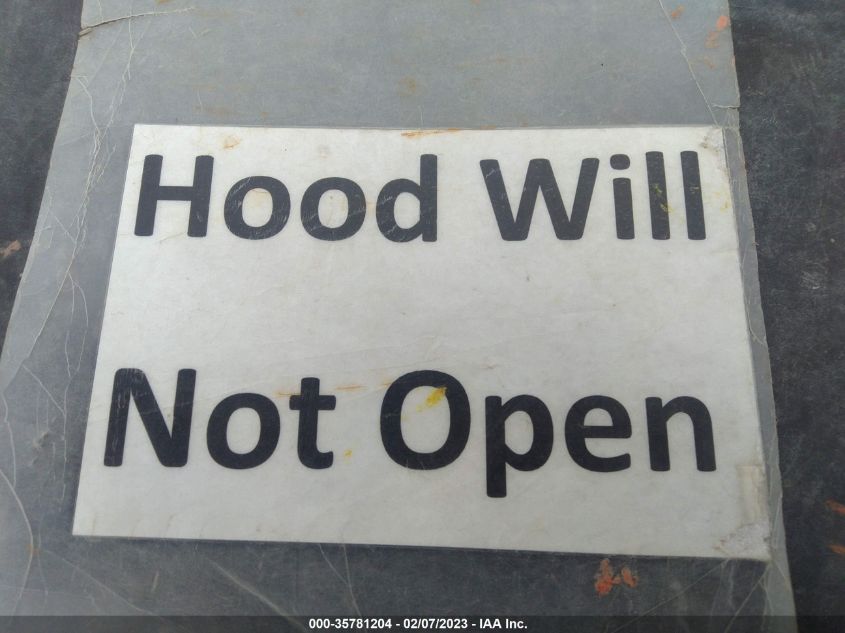 Hood Will
Not Open
000-35781204 - 02/07/2023 - IAA Inc.